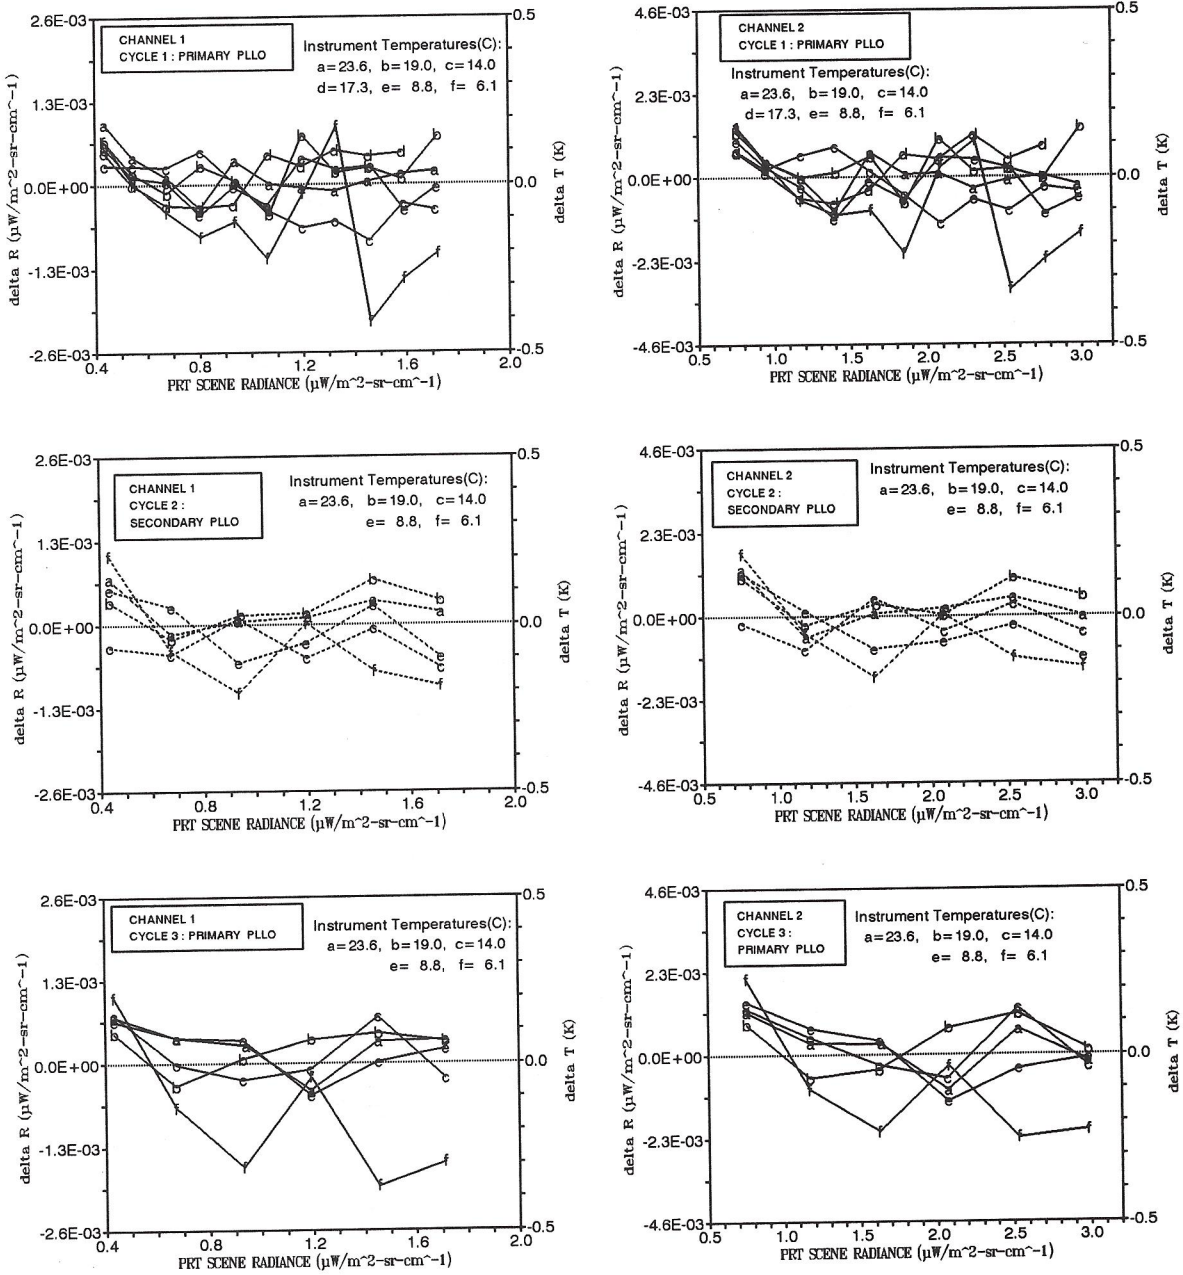 CHANNEL 1
CYCLE 1 : PRIMARY PLLO
Instrument Temperatures(C):
a=23.6, b=19.0, c=14.0
d=17.3, e= 8.8, f= 6.1
2.6E-03
1.3E-03
0.0E+00
-1.3E-03
-2.6E-03
0.5
0.0
-0.5
0.4
0.8
1.2
1.6
2.0
delta R (µW/m^2-sr-cm^-1)
delta T (K)
PRT SCENE RADIANCE (µW/m^2-sr-cm^-1)
CHANNEL 2
CYCLE 1 : PRIMARY PLLO
Instrument Temperatures(C):
a=23.6, b=19.0, c=14.0
d=17.3, e= 8.8, f= 6.1
4.6E-03
2.3E-03
0.0E+00
-2.3E-03
-4.6E-03
0.5
0.0
-0.5
0.5
1.0
1.5
2.0
2.5
3.0
delta R (µW/m^2-sr-cm^-1)
delta T (K)
PRT SCENE RADIANCE (µW/m^2-sr-cm^-1)
CHANNEL 1
CYCLE 2 :
SECONDARY PLLO
Instrument Temperatures(C):
a=23.6, b=19.0, c=14.0
e= 8.8, f= 6.1
2.6E-03
1.3E-03
0.0E+00
-1.3E-03
-2.6E-03
0.5
0.0
-0.5
0.4
0.8
1.2
1.6
2.0
delta R (µW/m^2-sr-cm^-1)
delta T (K)
PRT SCENE RADIANCE (µW/m^2-sr-cm^-1)
CHANNEL 2
CYCLE 2 :
SECONDARY PLLO
Instrument Temperatures(C):
a=23.6, b=19.0, c=14.0
e= 8.8, f= 6.1
4.6E-03
2.3E-03
0.0E+00
-2.3E-03
-4.6E-03
0.5
0.0
-0.5
0.5
1.0
1.5
2.0
2.5
3.0
delta R (µW/m^2-sr-cm^-1)
delta T (K)
PRT SCENE RADIANCE (µW/m^2-sr-cm^-1)
CHANNEL 1
CYCLE 3 : PRIMARY PLLO
Instrument Temperatures(C):
a=23.6, b=19.0, c=14.0
e= 8.8, f= 6.1
2.6E-03
1.3E-03
0.0E+00
-1.3E-03
-2.6E-03
0.5
0.0
-0.5
0.4
0.8
1.2
1.6
2.0
delta R (µW/m^2-sr-cm^-1)
delta T (K)
PRT SCENE RADIANCE (µW/m^2-sr-cm^-1)
CHANNEL 2
CYCLE 3 :
PRIMARY PLLO
Instrument Temperatures(C):
a=23.6, b=19.0, c=14.0
e= 8.8, f= 6.1
4.6E-03
2.3E-03
0.0E+00
-2.3E-03
-4.6E-03
0.5
0.0
-0.5
0.5
1.0
1.5
2.0
2.5
3.0
delta R (µW/m^2-sr-cm^-1)
delta T (K)
PRT SCENE RADIANCE (µW/m^2-sr-cm^-1)